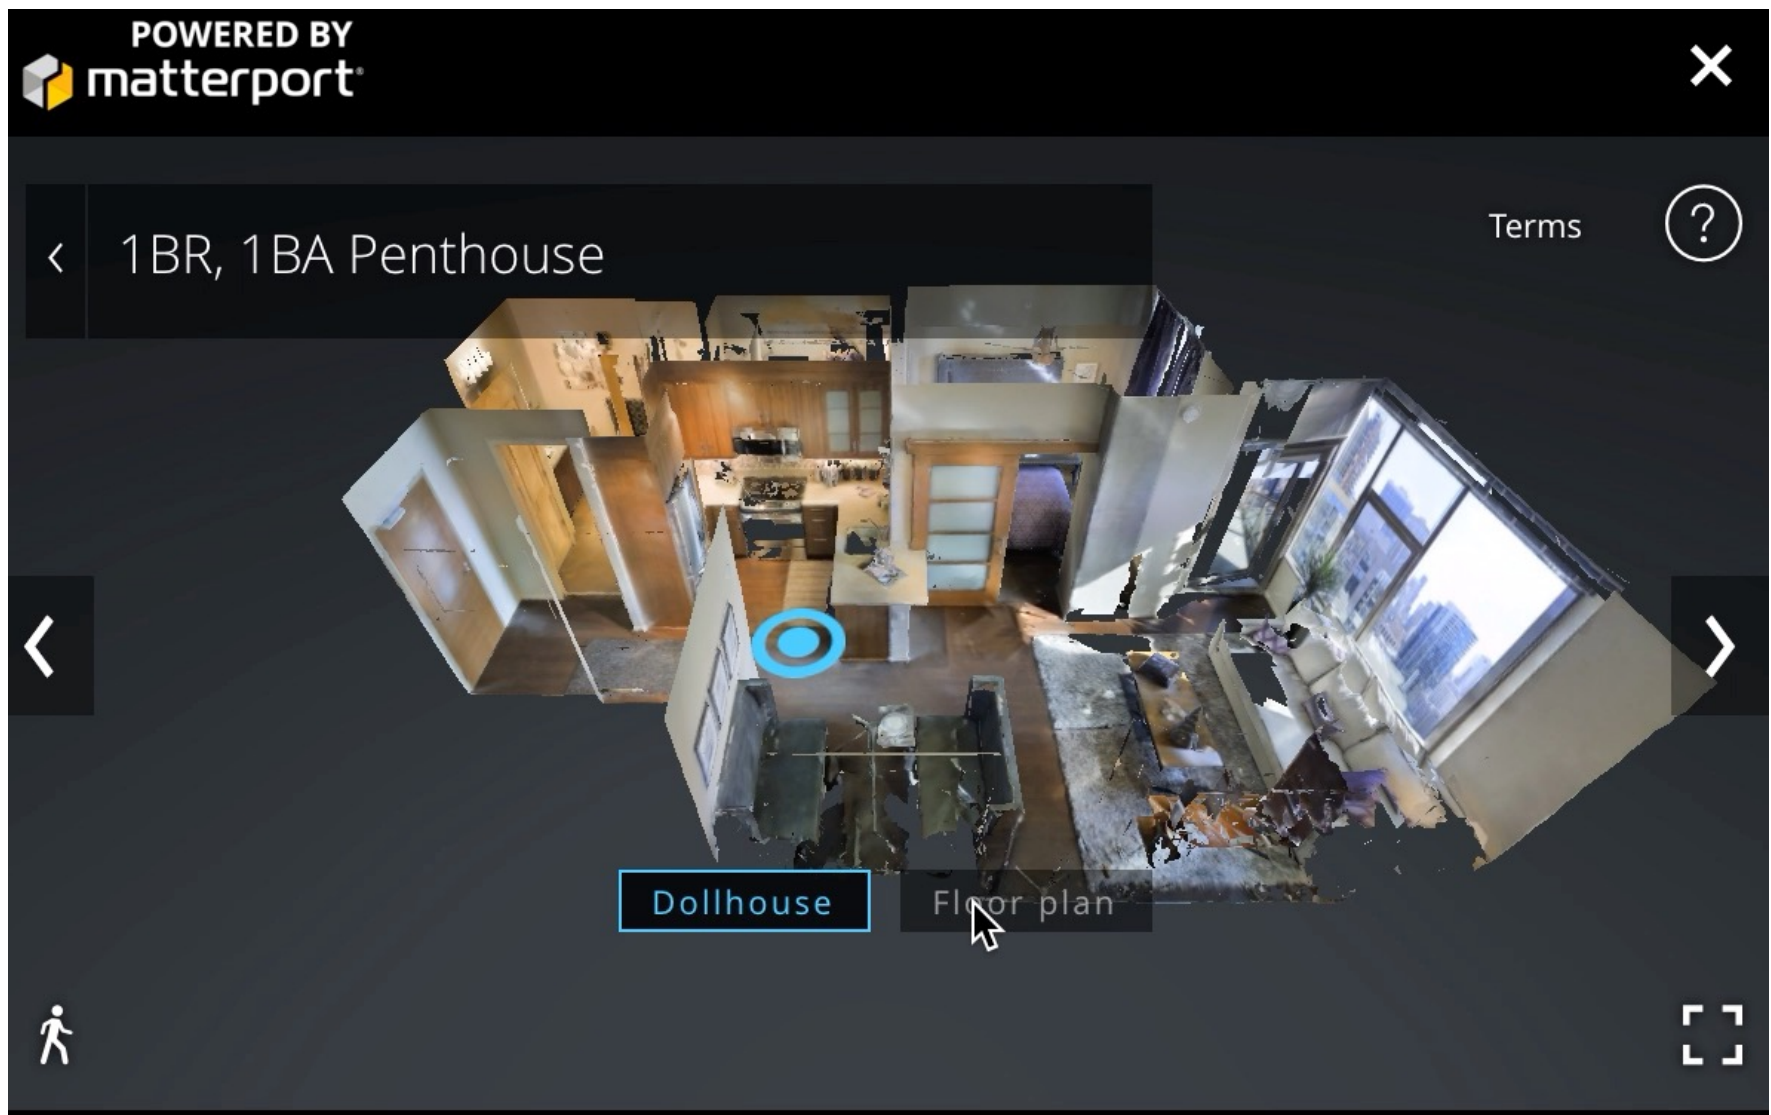 POWERED BY
matterport®
1BR, 1BA Penthouse
Terms
?
Dollhouse
Floor plan